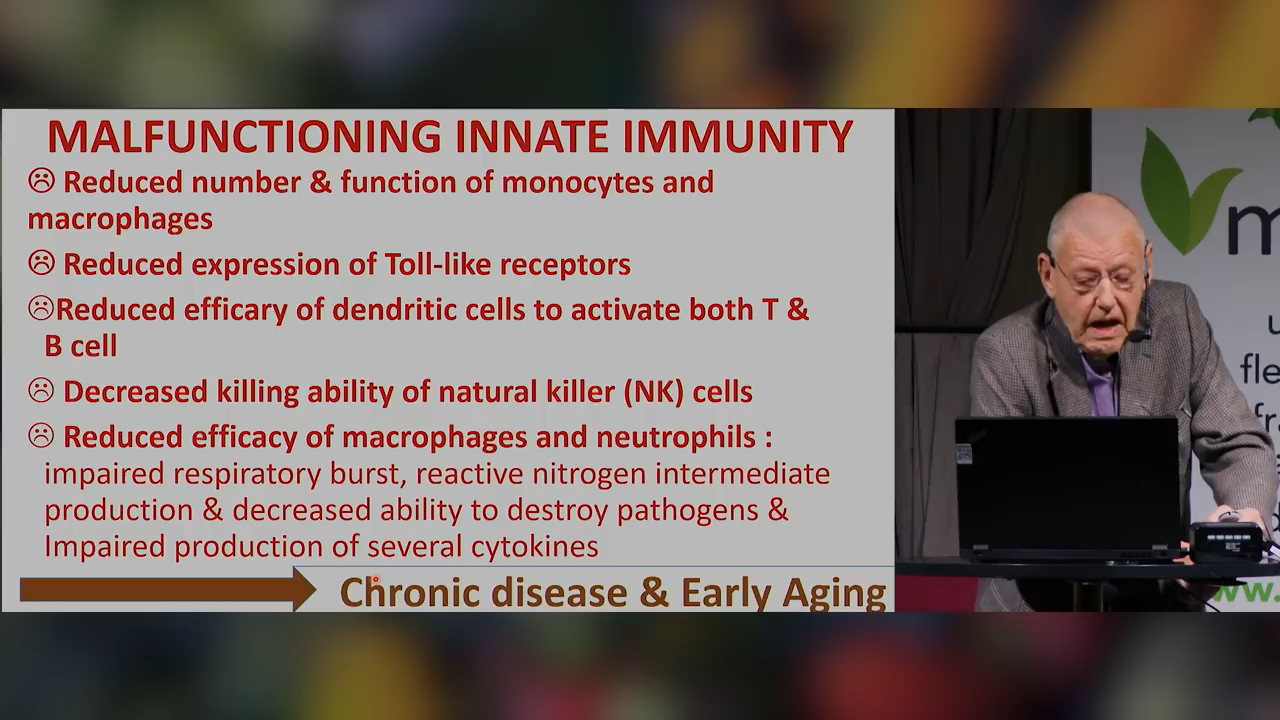 MALFUNCTIONING INNATE IMMUNITY
☹ Reduced number & function of monocytes and
macrophages
☹ Reduced expression of Toll-like receptors
☹Reduced efficary of dendritic cells to activate both T &
B cell
☹ Decreased killing ability of natural killer (NK) cells
☹ Reduced efficacy of macrophages and neutrophils :
impaired respiratory burst, reactive nitrogen intermediate
production & decreased ability to destroy pathogens &
Impaired production of several cytokines
Chronic disease & Early Aging
m
fle